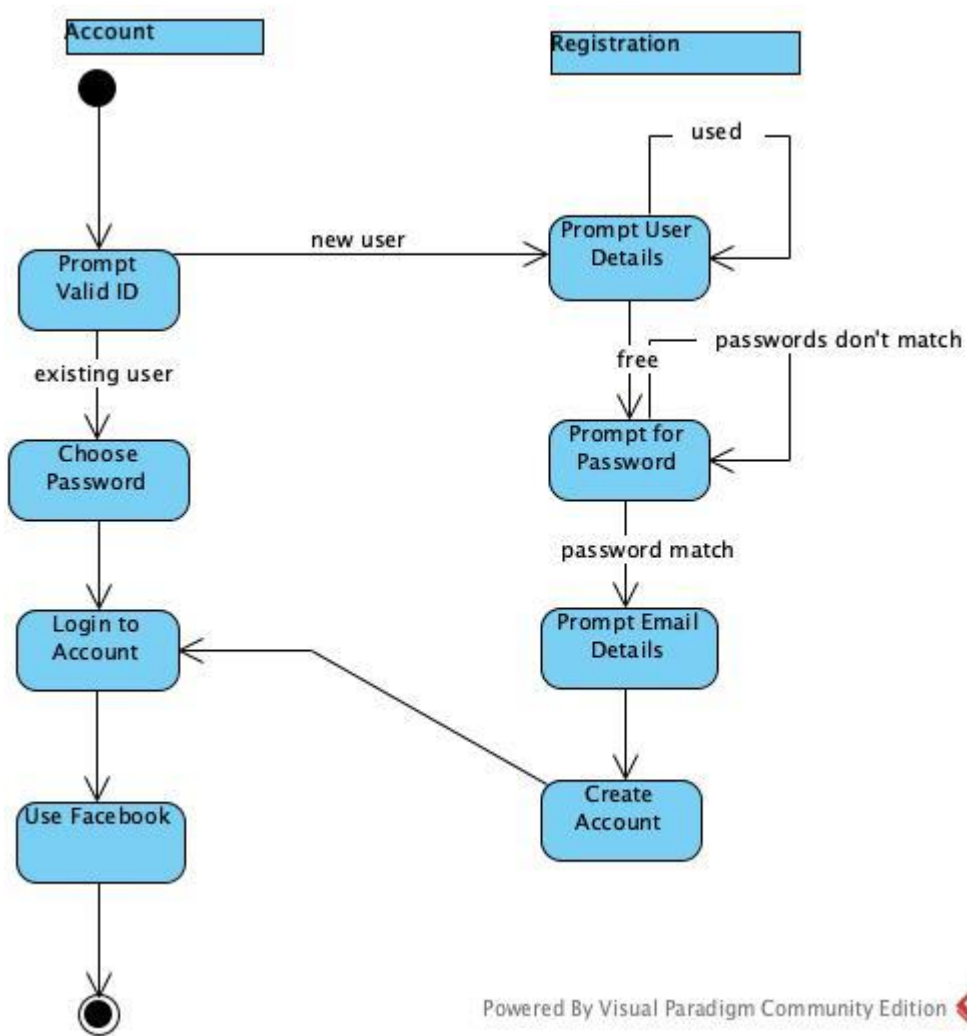 Account
Registration
used
Prompt User
Details
new user
Prompt
Valid ID
passwords don't match
free
existing user
Prompt for
Password
Choose
Password
password match
Prompt Email
Details
Login to
Account
Create
Account
Use Facebook
Powered By Visual Paradigm Community Edition